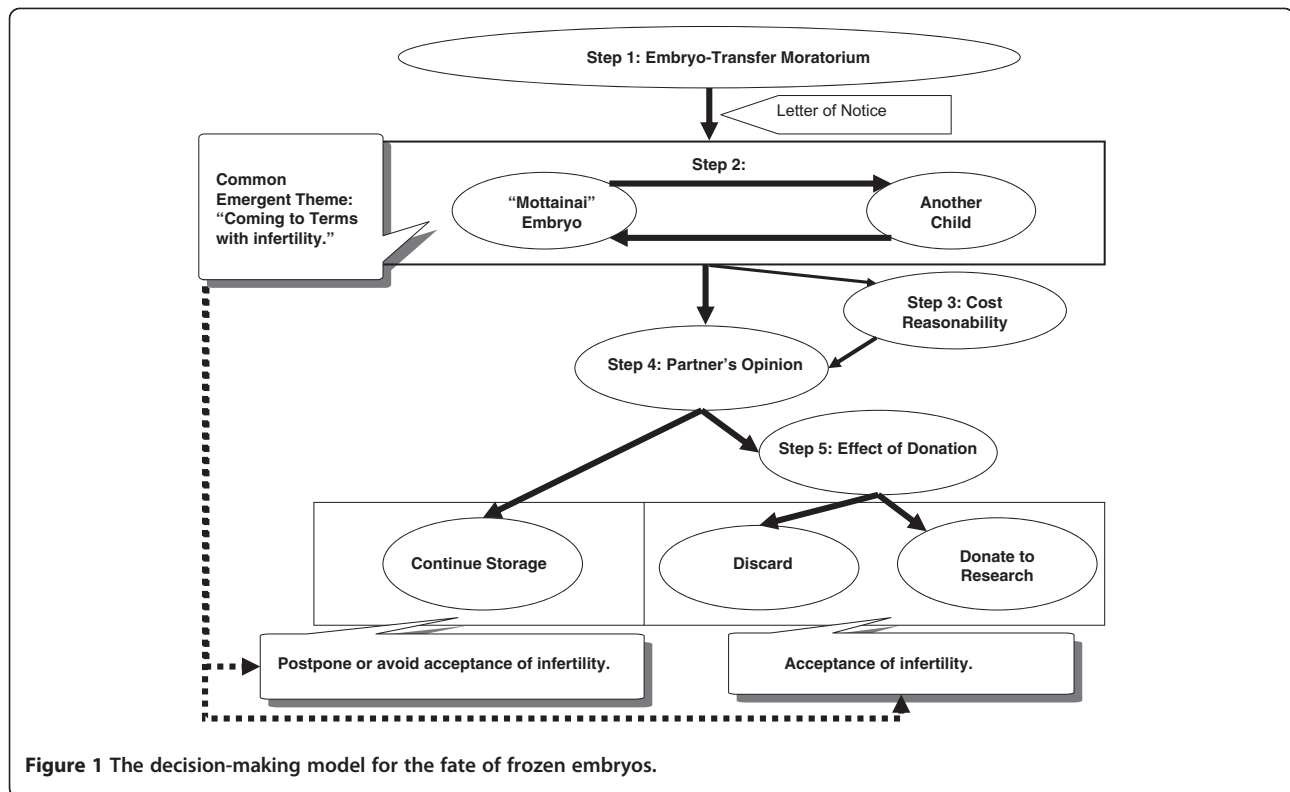 Step 1: Embryo-Transfer Moratorium
Letter of Notice
Common
Emergent Theme:
“Coming to Terms
with infertility.”
Step 2:
“Mottainai”
Embryo
Another
Child
Step 3: Cost
Reasonability
Step 4: Partner’s Opinion
Step 5: Effect of Donation
Continue Storage
Discard
Donate to
Research
Postpone or avoid acceptance of infertility.
Acceptance of infertility.
Figure 1 The decision-making model for the fate of frozen embryos.